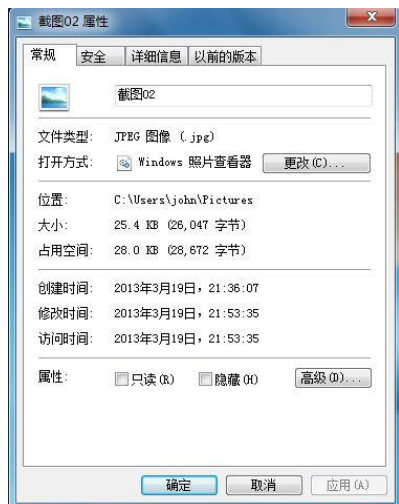 截图02 属性
常规 安全 详细信息 以前的版本
截图02
文件类型: JPEG 图像 (.jpg)
打开方式: Windows 照片查看器 更改(C)...
位置: C:\Users\john\Pictures
大小: 25.4 KB (26,047 字节)
占用空间: 28.0 KB (28,672 字节)
创建时间: 2013年3月19日，21:36:07
修改时间: 2013年3月19日，21:53:35
访问时间: 2013年3月19日，21:53:35
属性: 只读(R) 隐藏(H) 高级(D)...
确定 取消 应用(A)